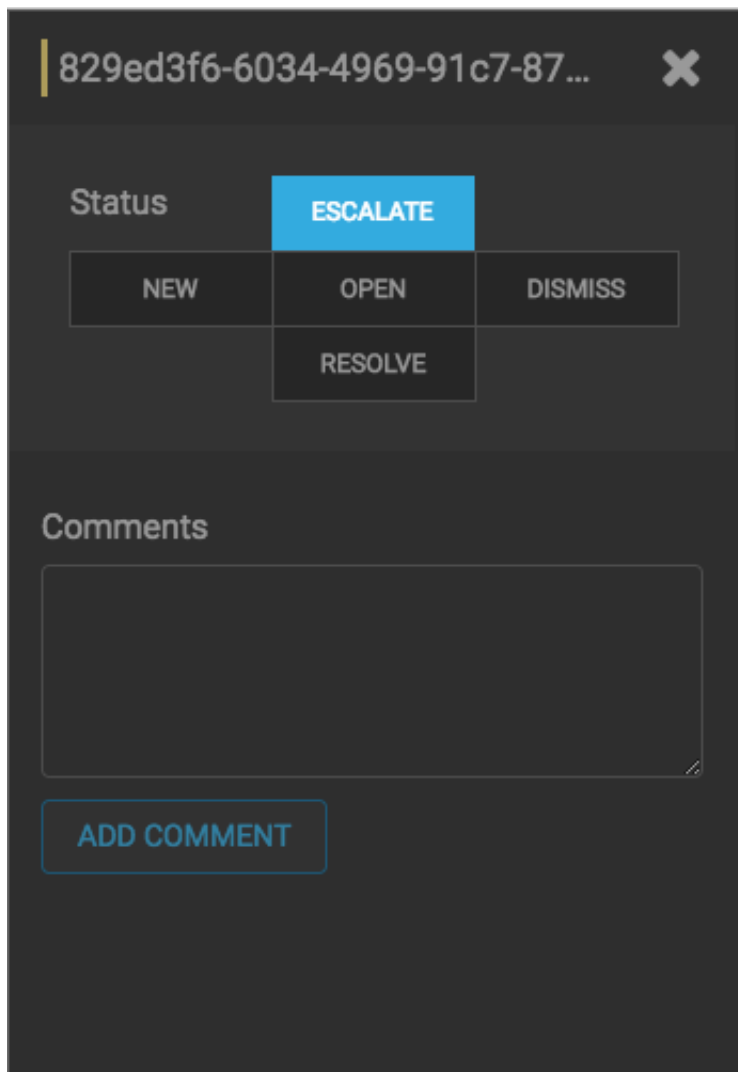 829ed3f6-6034-4969-91c7-87...
Status
ESCALATE
NEW OPEN DISMISS
RESOLVE
Comments
ADD COMMENT